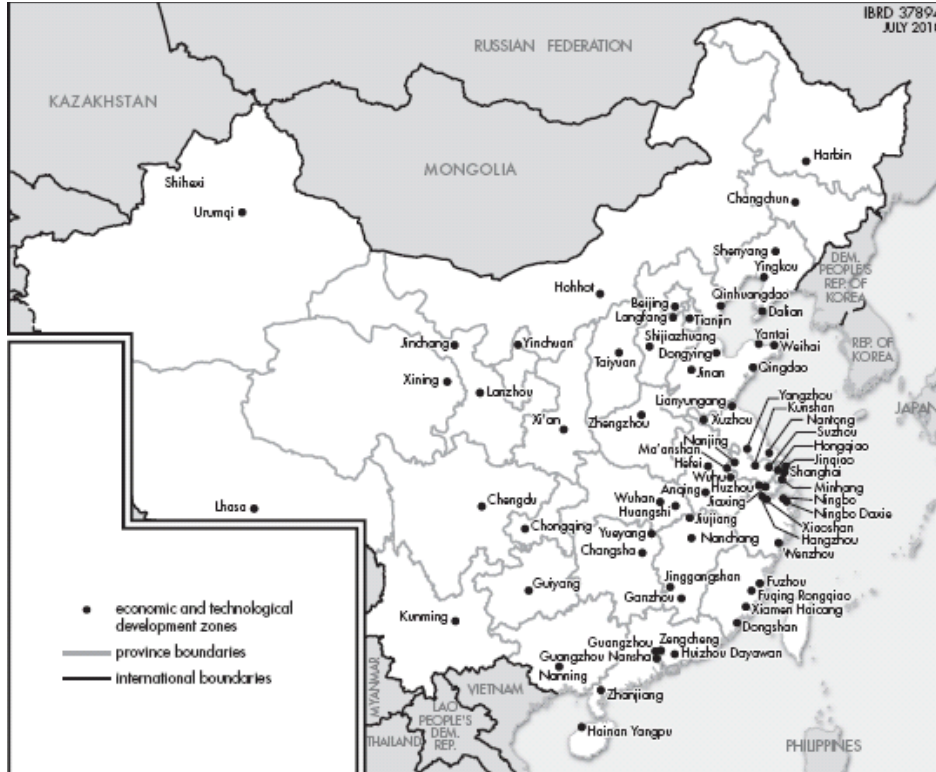 IBRD 37894
JULY 2010
RUSSIAN FEDERATION
KAZAKHSTAN
MONGOLIA
Harbin
Shihexi
Changchun
Urumqi
Shenyang
Yingkou
DEM.
PEOPLE'S
REP. OF
KOREA
Hohhot
Qinhuangdao
Beijing
Dalian
Langfang
Tianjin
Shijiazhuang
Yantai
Weihai
Jinchang
Yinchuan
Taiyuan
Dongying
REP. OF
KOREA
Jinan
Qingdao
Xining
Lanzhou
Yangzhou
Lianyungang
Kunshan
JAPAN
Xi'an
Zhengzhou
Xuzhou
Nantong
Suzhou
Nanjing
Hongqiao
Ma'anshan
Jinqiao
Hefei
Shanghai
Wuhu
Huzhou
Minhang
Anqing
Jiaxing
Ningbo
Chengdu
Wuhan
Huangshi
Ningbo Daxie
Lhasa
Jiujiang
Xiaoshan
Chongqing
Yueyang
Nanchang
Hangzhou
Changsha
Wenzhou
Jinggangshan
Fuzhou
Guiyang
Ganzhou
Fuqing Rongqiao
Xiamen Haicang
Kunming
Dongshan
economic and technological
development zones
Guangzhou
Zengcheng
province boundaries
Guangzhou Nansha
Huizhou Dayawan
Nanning
international boundaries
MYANMAR
VIETNAM
Zhanjiang
LAO
PEOPLE'S
DEM.
REP.
Hainan Yangpu
THAILAND
PHILIPPINES